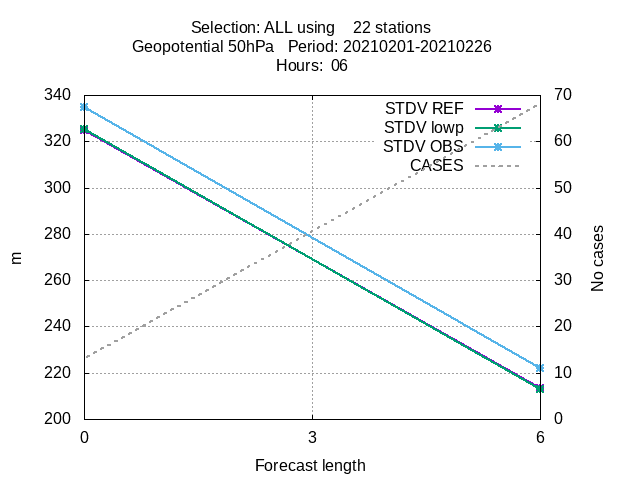 Selection: ALL using    22 stations
Geopotential 50hPa   Period: 20210201-20210226
Hours:  06
340
320
300
280
260
240
220
200
70
60
50
40
30
20
10
0
0
3
6
STDV REF
STDV lowp
STDV OBS
CASES
m
No cases
Forecast length